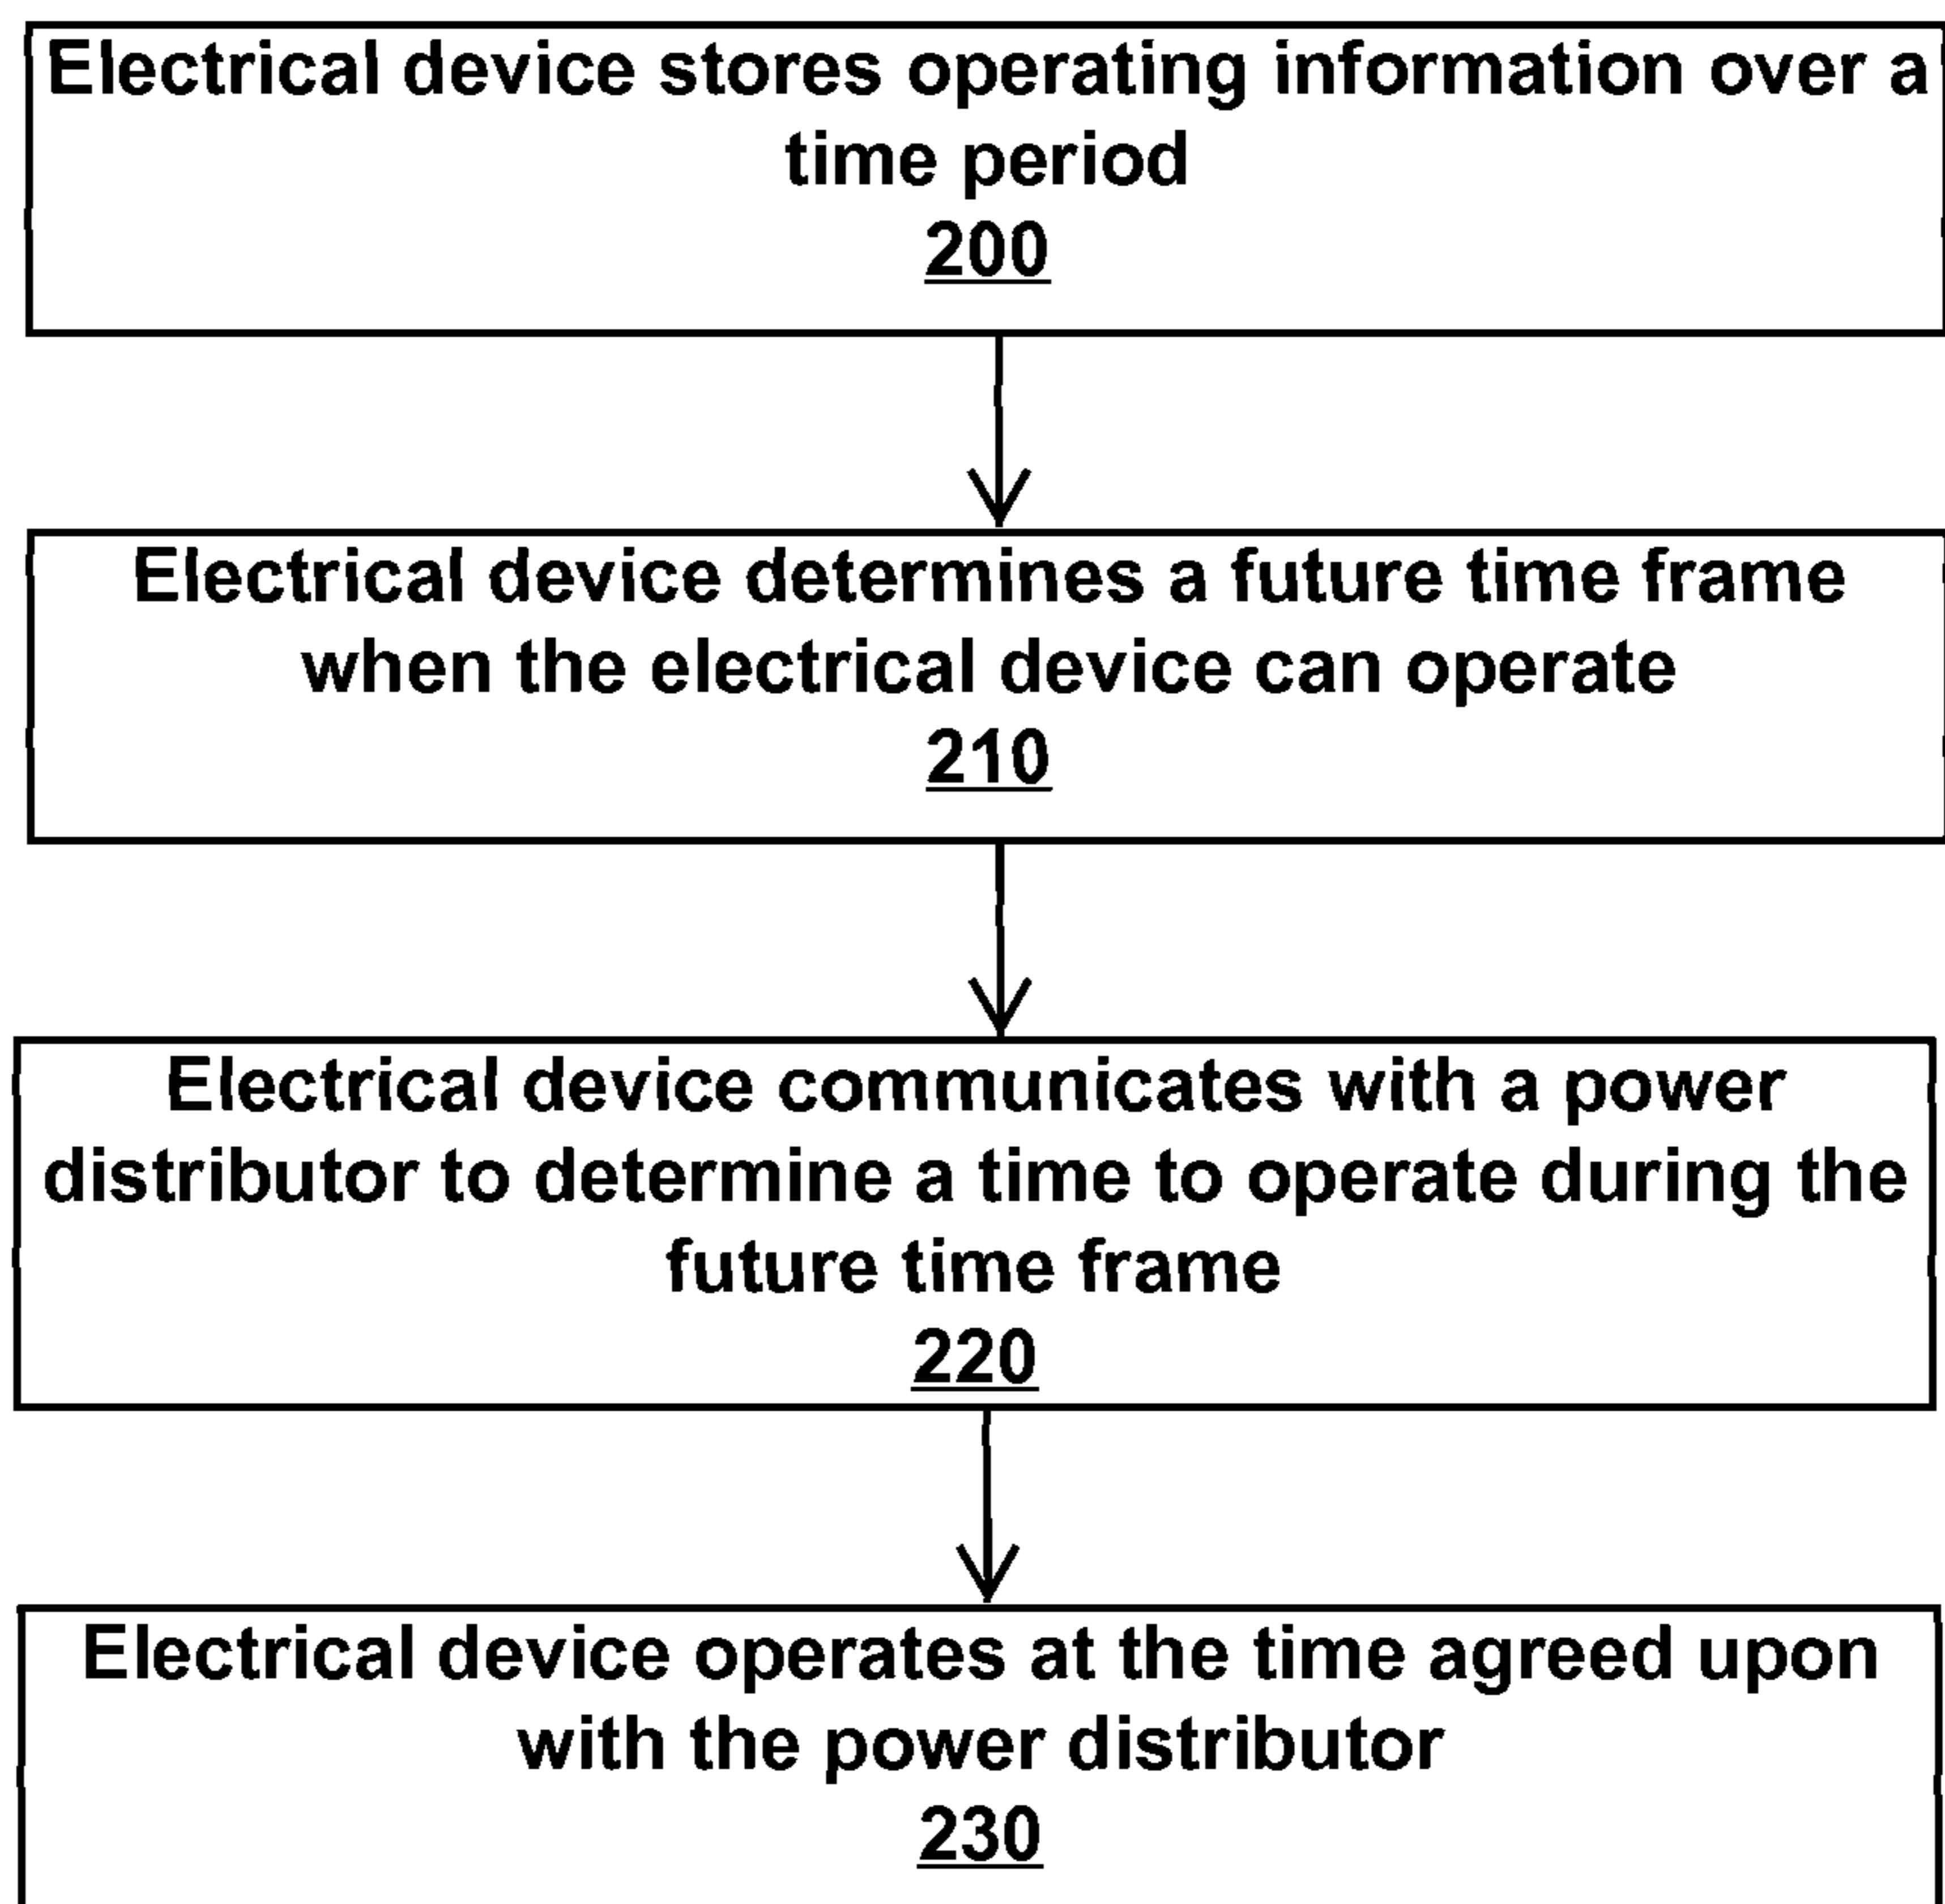 Electrical device stores operating information over a
time period
200
Electrical device determines a future time frame
when the electrical device can operate
210
Electrical device communicates with a power
distributor to determine a time to operate during the
future time frame
220
Electrical device operates at the time agreed upon
with the power distributor
230